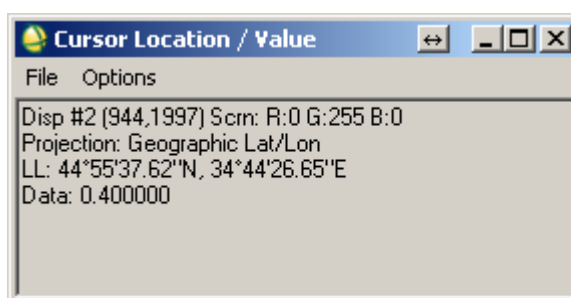 Cursor Location / Value
File Options
Disp #2 (944,1997) Scrn: R:0 G:255 B:0
Projection: Geographic Lat/Lon
LL: 44°55'37.62"N, 34°44'26.65"E
Data: 0.400000